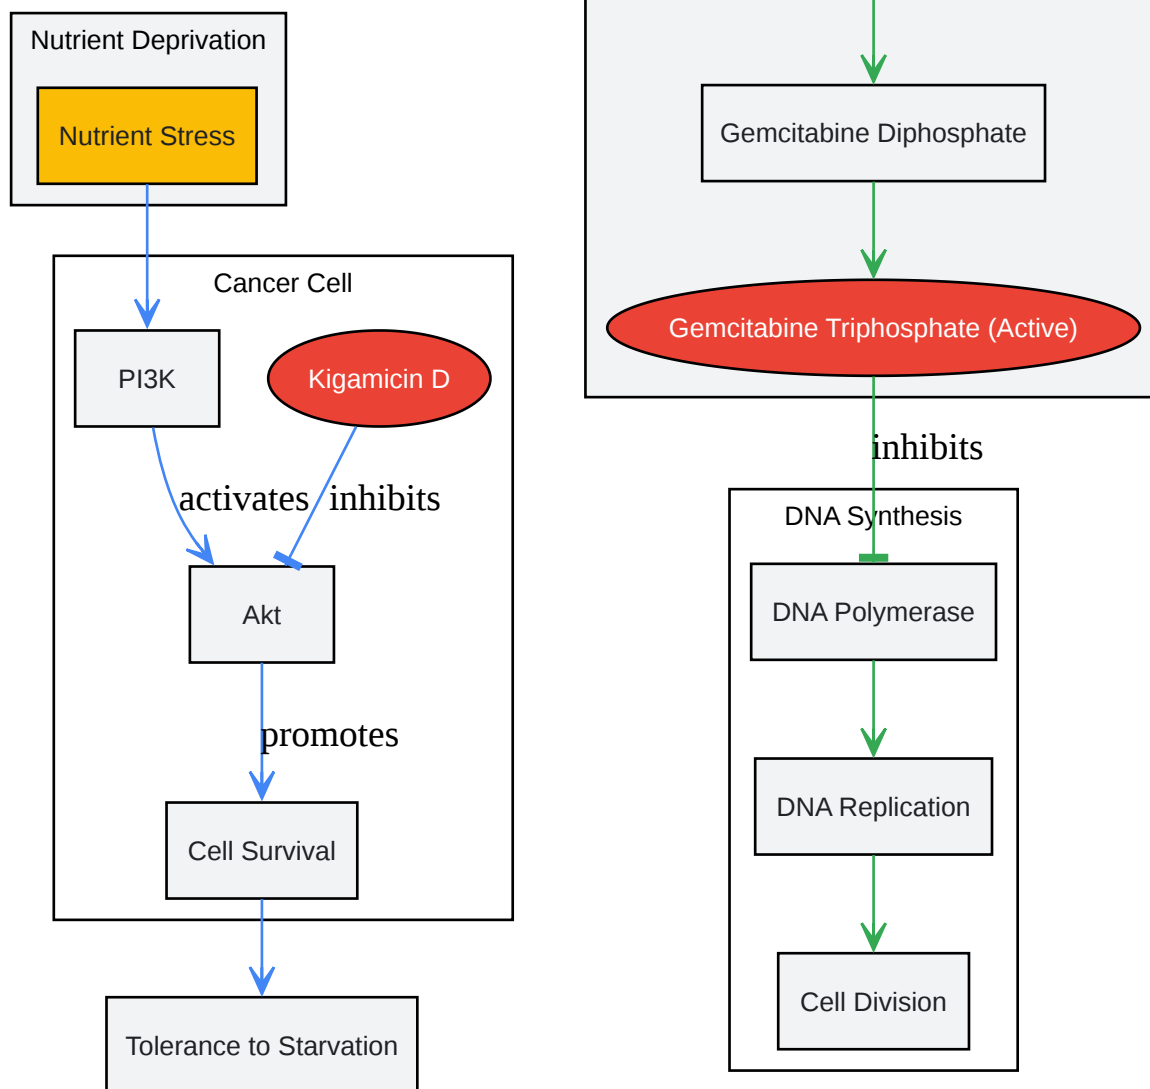 Nutrient Deprivation
Nutrient Stress
Cancer Cell
PI3K
Kigamicin D
activates
inhibits
Akt
promotes
Cell Survival
Tolerance to Starvation
Gemcitabine Diphosphate
Gemcitabine Triphosphate (Active)
inhibits
DNA Synthesis
DNA Polymerase
DNA Replication
Cell Division